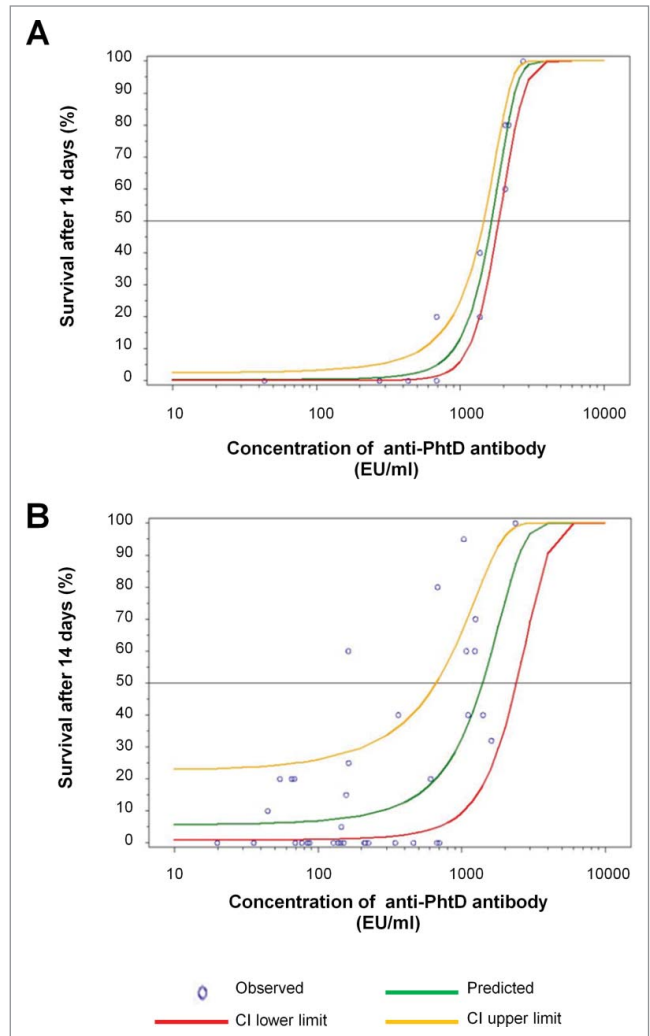 A
100
90
80
70
60
50
40
30
20
10
0
Survival after 14 days (%)
10 100 1000 10000
Concentration of anti-PhtD antibody
(EU/ml)
B
100
90
80
70
60
50
40
30
20
10
0
Survival after 14 days (%)
10 100 1000 10000
Concentration of anti-PhtD antibody
(EU/ml)
Observed Predicted
CI lower limit CI upper limit